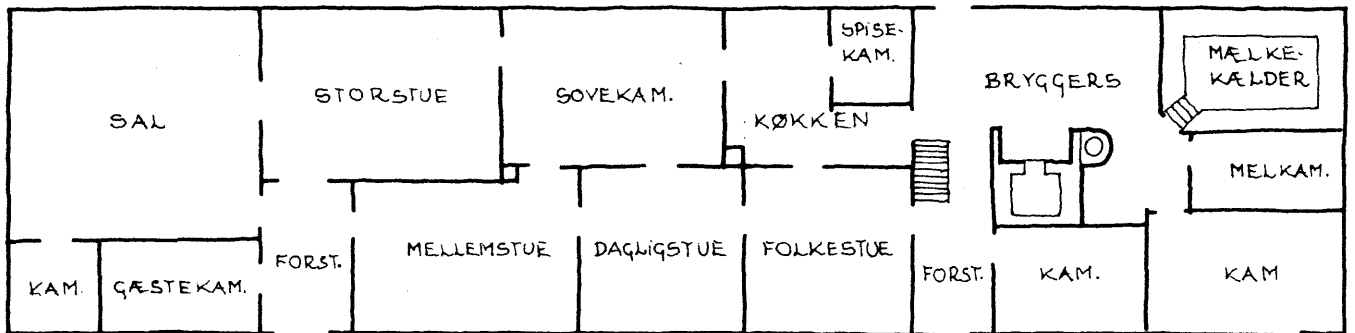 SAL
STORSTUE
SOVEKAM.
KØKKEN
SPISE-
KAM.
BRYGGERS
MÆLKE-
KÆLDER
MELKAM.
KAM.
GÆSTEKAM.
FORST.
MELLEMSTUE
DAGLIGSTUE
FOLKESTUE
FORST.
KAM.
KAM